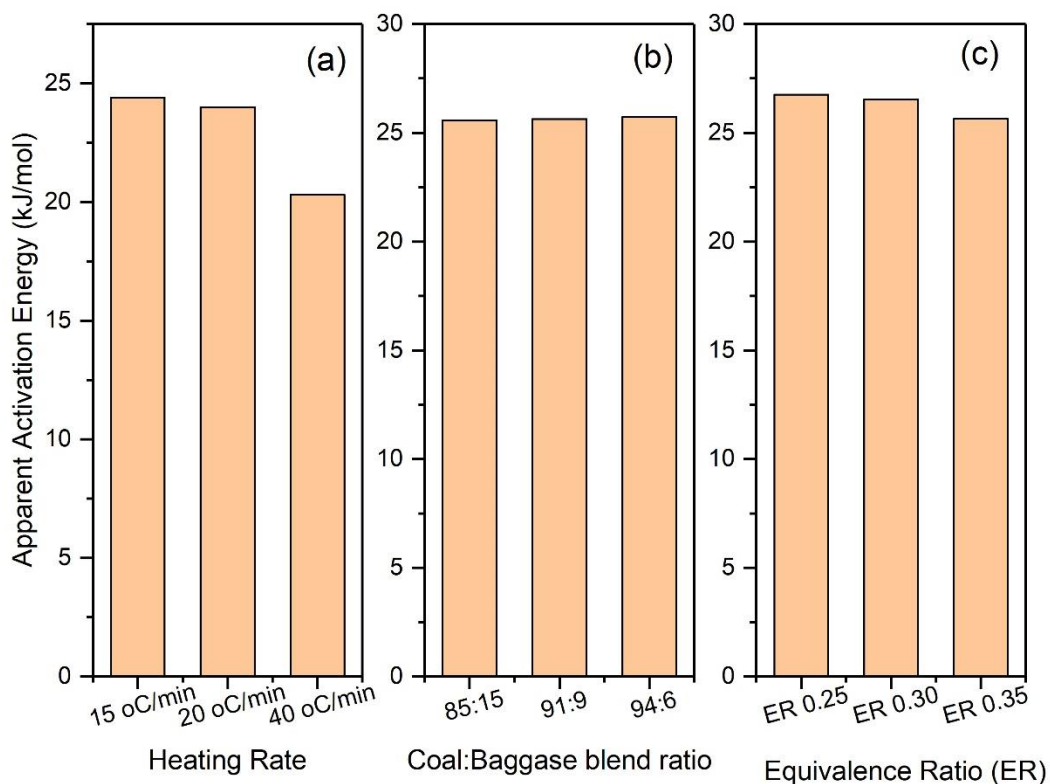 Apparent Activation Energy (kJ/mol)
(a)
25
20
15
10
5
0
15 oC/min
20 oC/min
40 oC/min
Heating Rate
(b)
30
25
20
15
10
5
0
85:15
91:9
94:6
Coal:Baggase blend ratio
(c)
30
25
20
15
10
5
0
ER 0.25
ER 0.30
ER 0.35
Equivalence Ratio (ER)